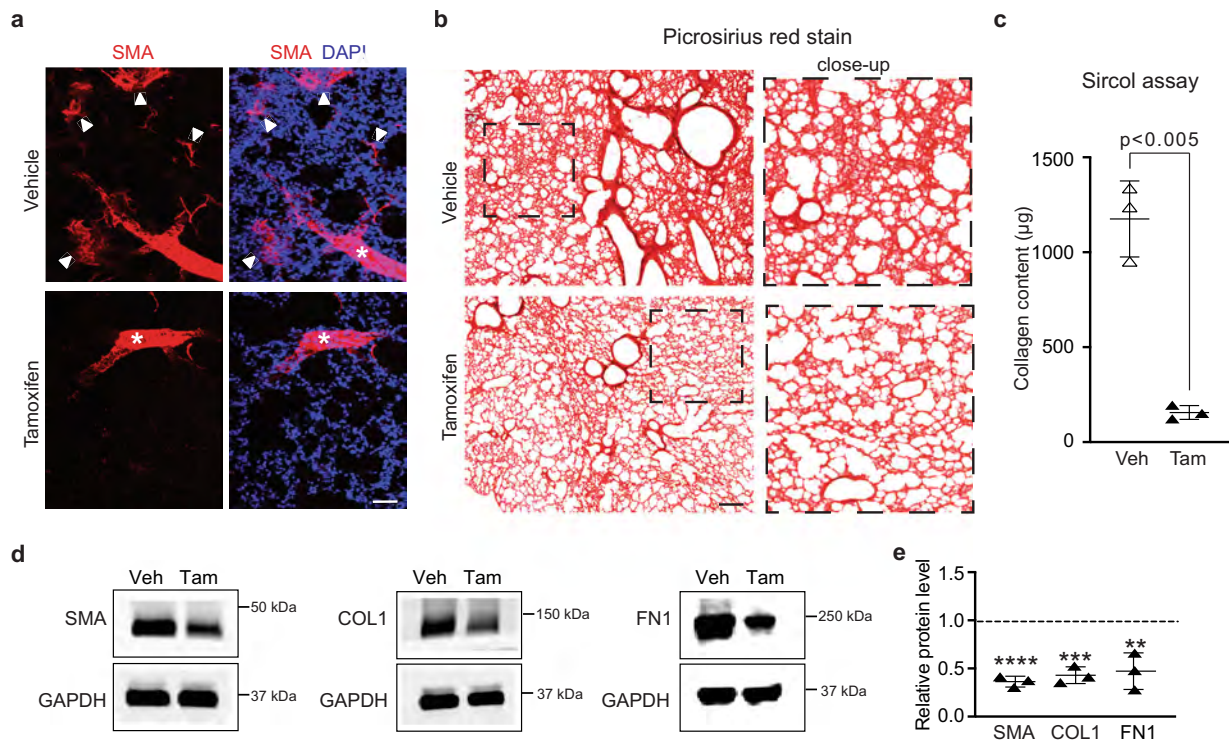 a
SMA
SMA DAP!
Vehicle
*
Tamoxifen
*
*
b
Picrosirius red stain
close-up
Vehicle
Tamoxifen
c
Sircol assay
p<0.005
Collagen content (µg)
1500
1000
500
0
Veh Tam
d
Veh Tam
SMA
50 kDa
GAPDH
37 kDa
Veh Tam
COL1
150 kDa
GAPDH
37 kDa
Veh Tam
FN1
250 kDa
GAPDH
37 kDa
e
Relative protein level
1.5
1.0
0.5
0.0
**** *** **
SMA COL1 FN1